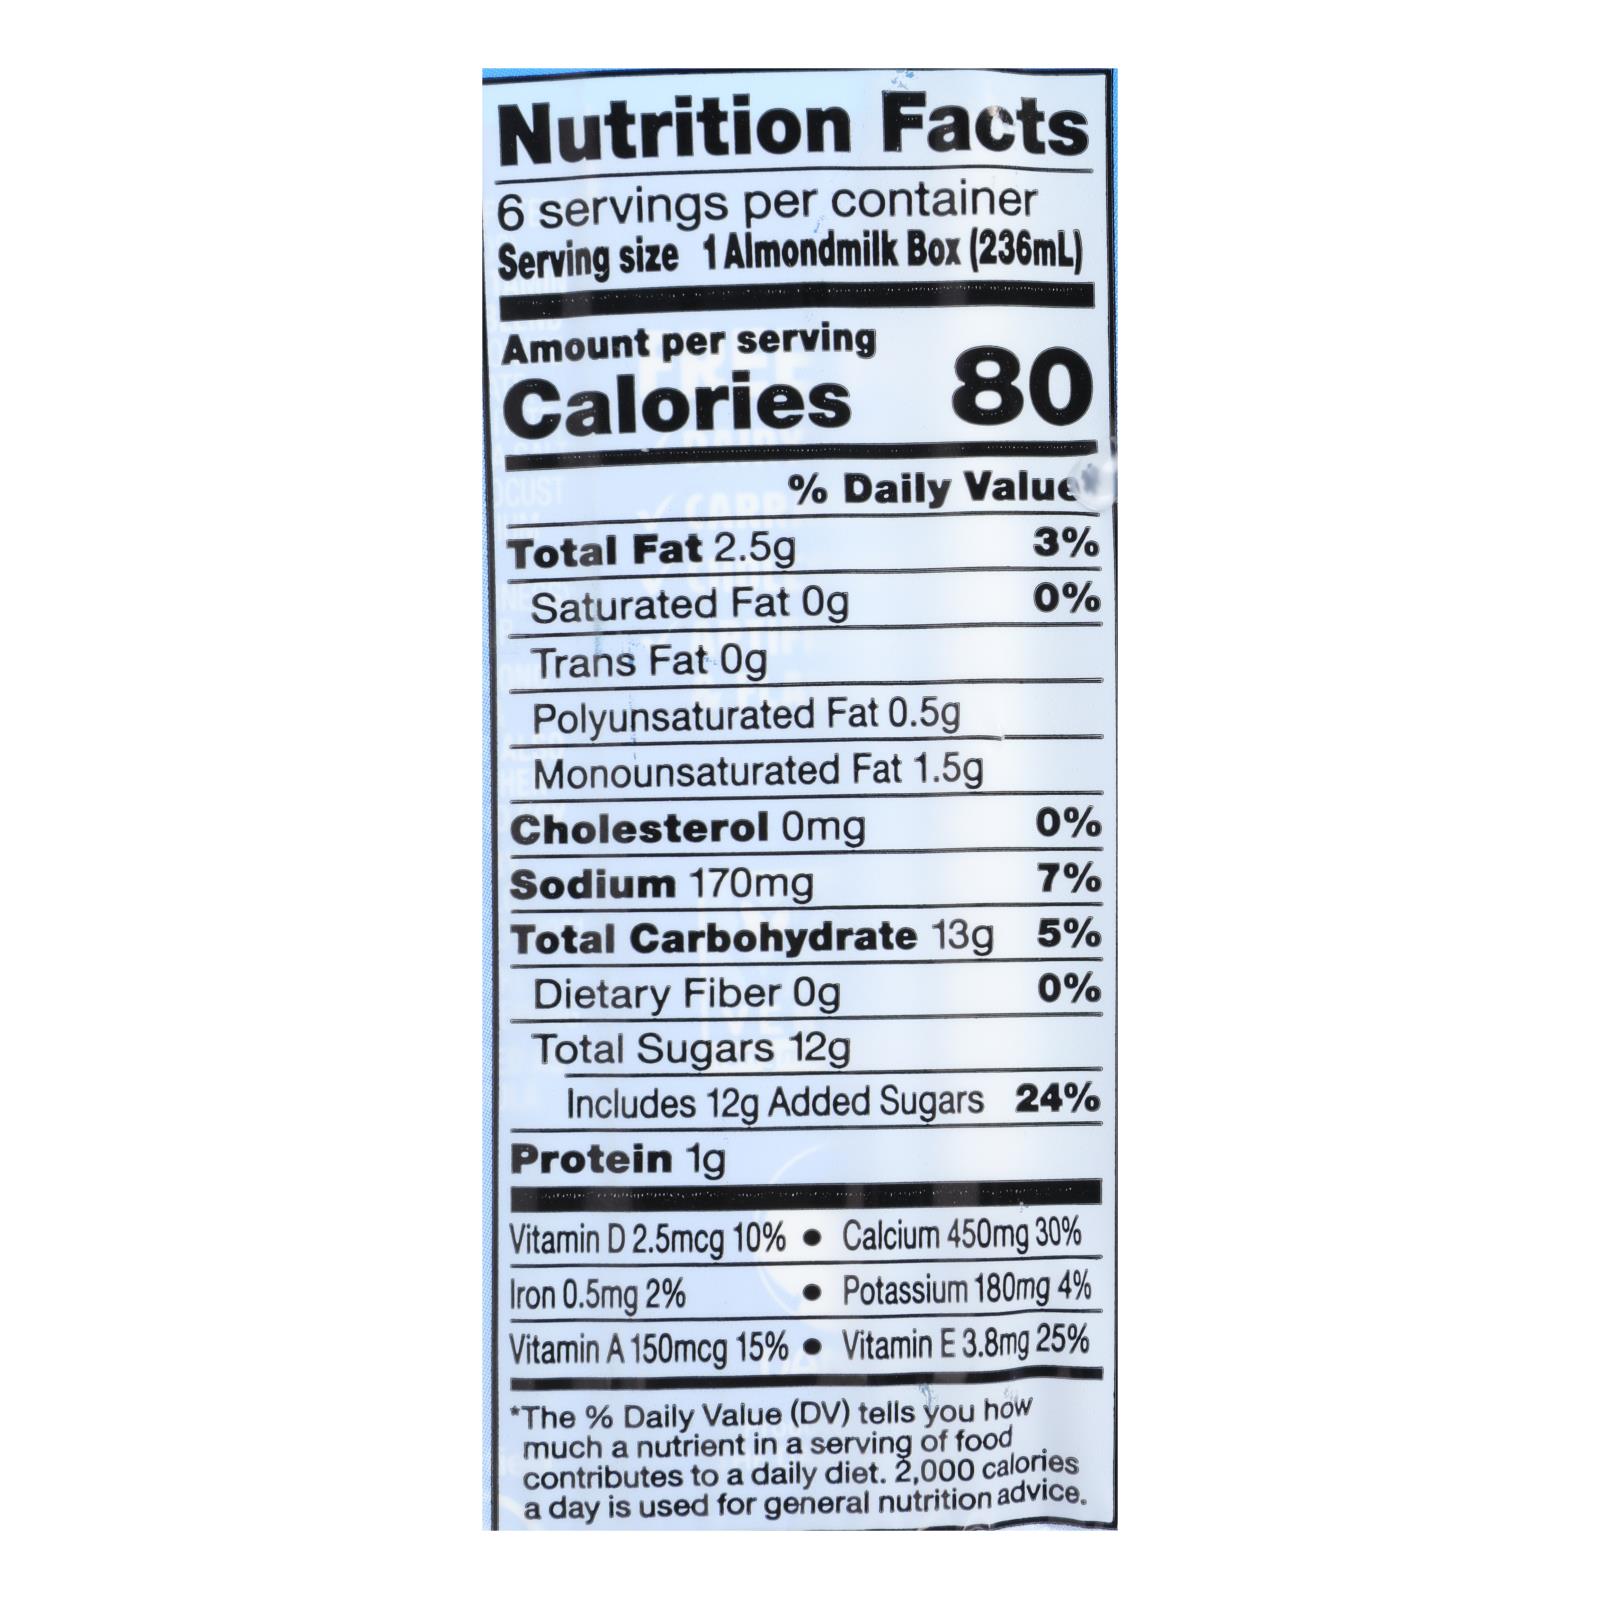 Nutrition Facts
6 servings per container
Serving size 1 Almondmilk Box (236mL)
Amount per serving
Calories 80
% Daily Value*
Total Fat 2.5g 3%
Saturated Fat 0g 0%
Trans Fat 0g
Polyunsaturated Fat 0.5g
Monounsaturated Fat 1.5g
Cholesterol 0mg 0%
Sodium 170mg 7%
Total Carbohydrate 13g 5%
Dietary Fiber 0g 0%
Total Sugars 12g
Includes 12g Added Sugars 24%
Protein 1g
Vitamin D 2.5mcg 10% • Calcium 450mg 30%
Iron 0.5mg 2% • Potassium 180mg 4%
Vitamin A 150mcg 15% • Vitamin E 3.8mg 25%
*The % Daily Value (DV) tells you how
much a nutrient in a serving of food
contributes to a daily diet. 2,000 calories
a day is used for general nutrition advice.